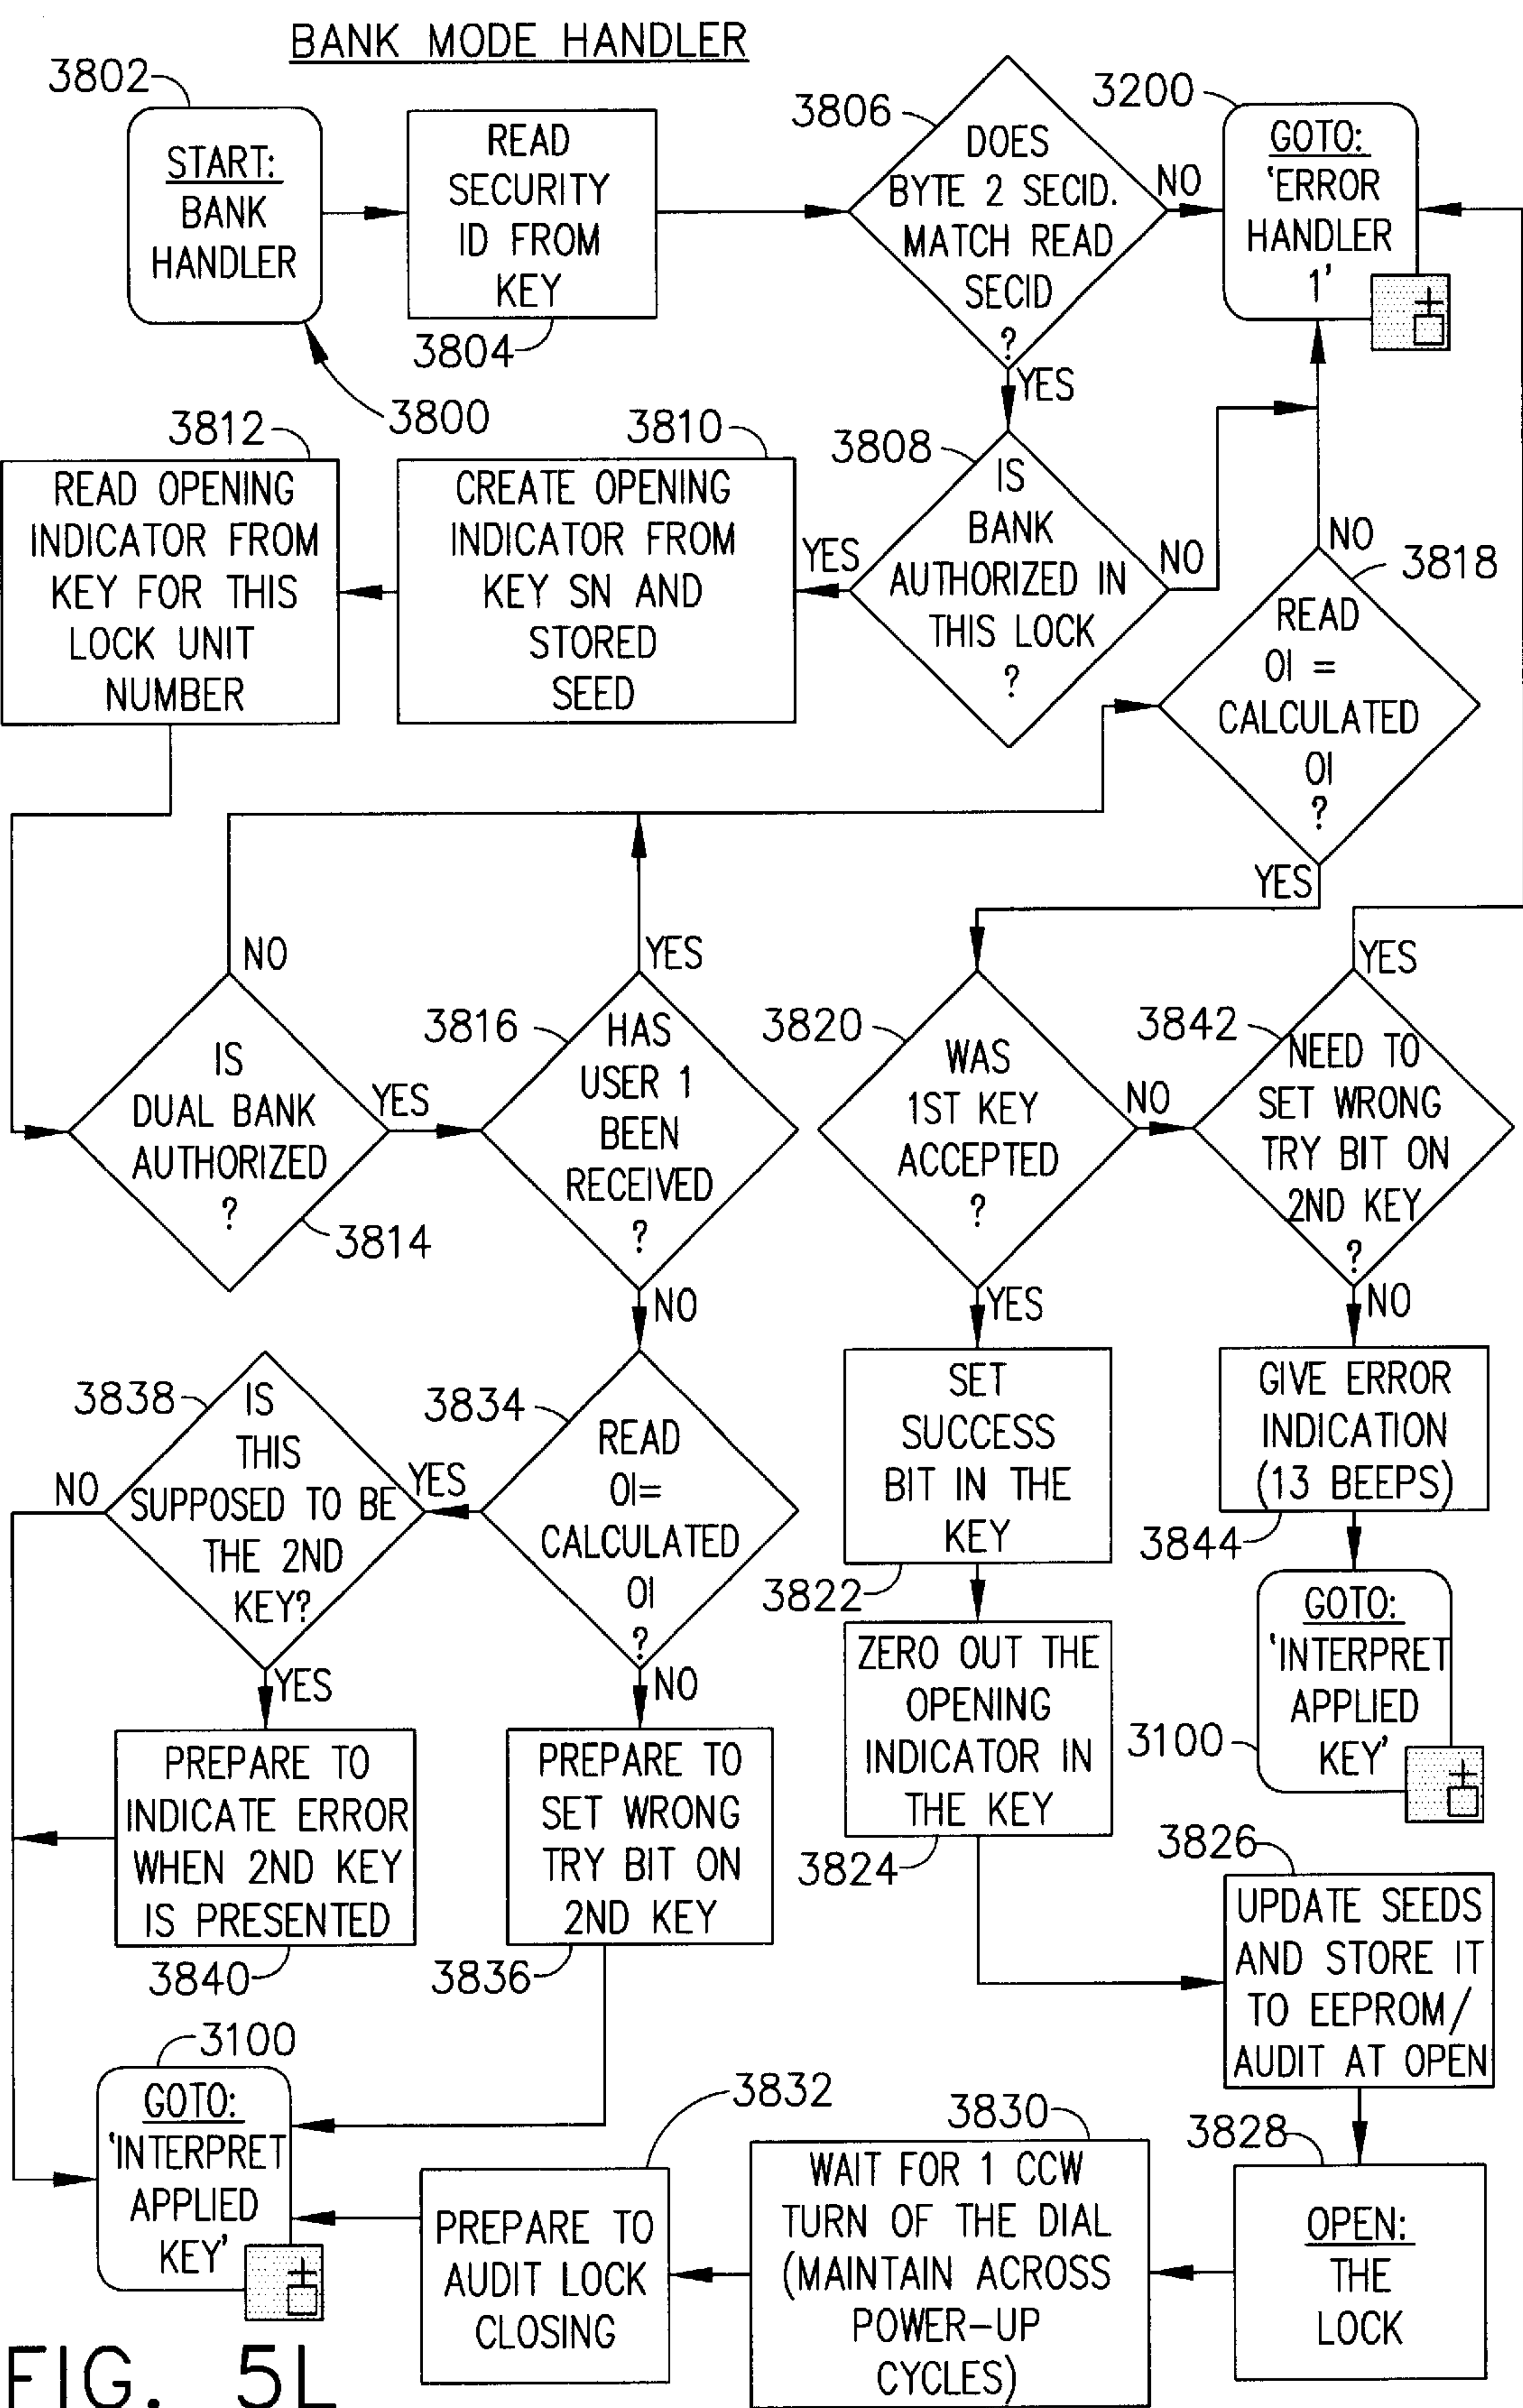 BANK MODE HANDLER
3802
START:
BANK
HANDLER
3800
READ
SECURITY
ID FROM
KEY
3804
3806
DOES
BYTE 2 SECID.
MATCH READ
SECID
?
NO
YES
3200
GOTO:
'ERROR
HANDLER
1'
3812
READ OPENING
INDICATOR FROM
KEY FOR THIS
LOCK UNIT
NUMBER
3810
CREATE OPENING
INDICATOR FROM
KEY SN AND
STORED
SEED
YES
3808
IS
BANK
AUTHORIZED IN
THIS LOCK
?
NO
NO
3818
READ
OI =
CALCULATED
OI
?
YES
NO
IS
DUAL BANK
AUTHORIZED
?
3814
YES
YES
3816
HAS
USER 1
BEEN
RECEIVED
?
NO
3820
WAS
1ST KEY
ACCEPTED
?
NO
YES
YES
3842
NEED TO
SET WRONG
TRY BIT ON
2ND KEY
?
NO
3838
IS
THIS
SUPPOSED TO BE
THE 2ND
KEY?
NO
YES
YES
3834
READ
OI=
CALCULATED
OI
?
NO
SET
SUCCESS
BIT IN THE
KEY
3822
GIVE ERROR
INDICATION
(13 BEEPS)
3844
ZERO OUT THE
OPENING
INDICATOR IN
THE KEY
3824
GOTO:
'INTERPRET
APPLIED
KEY'
3100
PREPARE TO
INDICATE ERROR
WHEN 2ND KEY
IS PRESENTED
3840
PREPARE TO
SET WRONG
TRY BIT ON
2ND KEY
3836
3826
UPDATE SEEDS
AND STORE IT
TO EEPROM/
AUDIT AT OPEN
3100
GOTO:
'INTERPRET
APPLIED
KEY'
3832
PREPARE TO
AUDIT LOCK
CLOSING
3830
WAIT FOR 1 CCW
TURN OF THE DIAL
(MAINTAIN ACROSS
POWER-UP
CYCLES)
3828
OPEN:
THE
LOCK
FIG. 5L